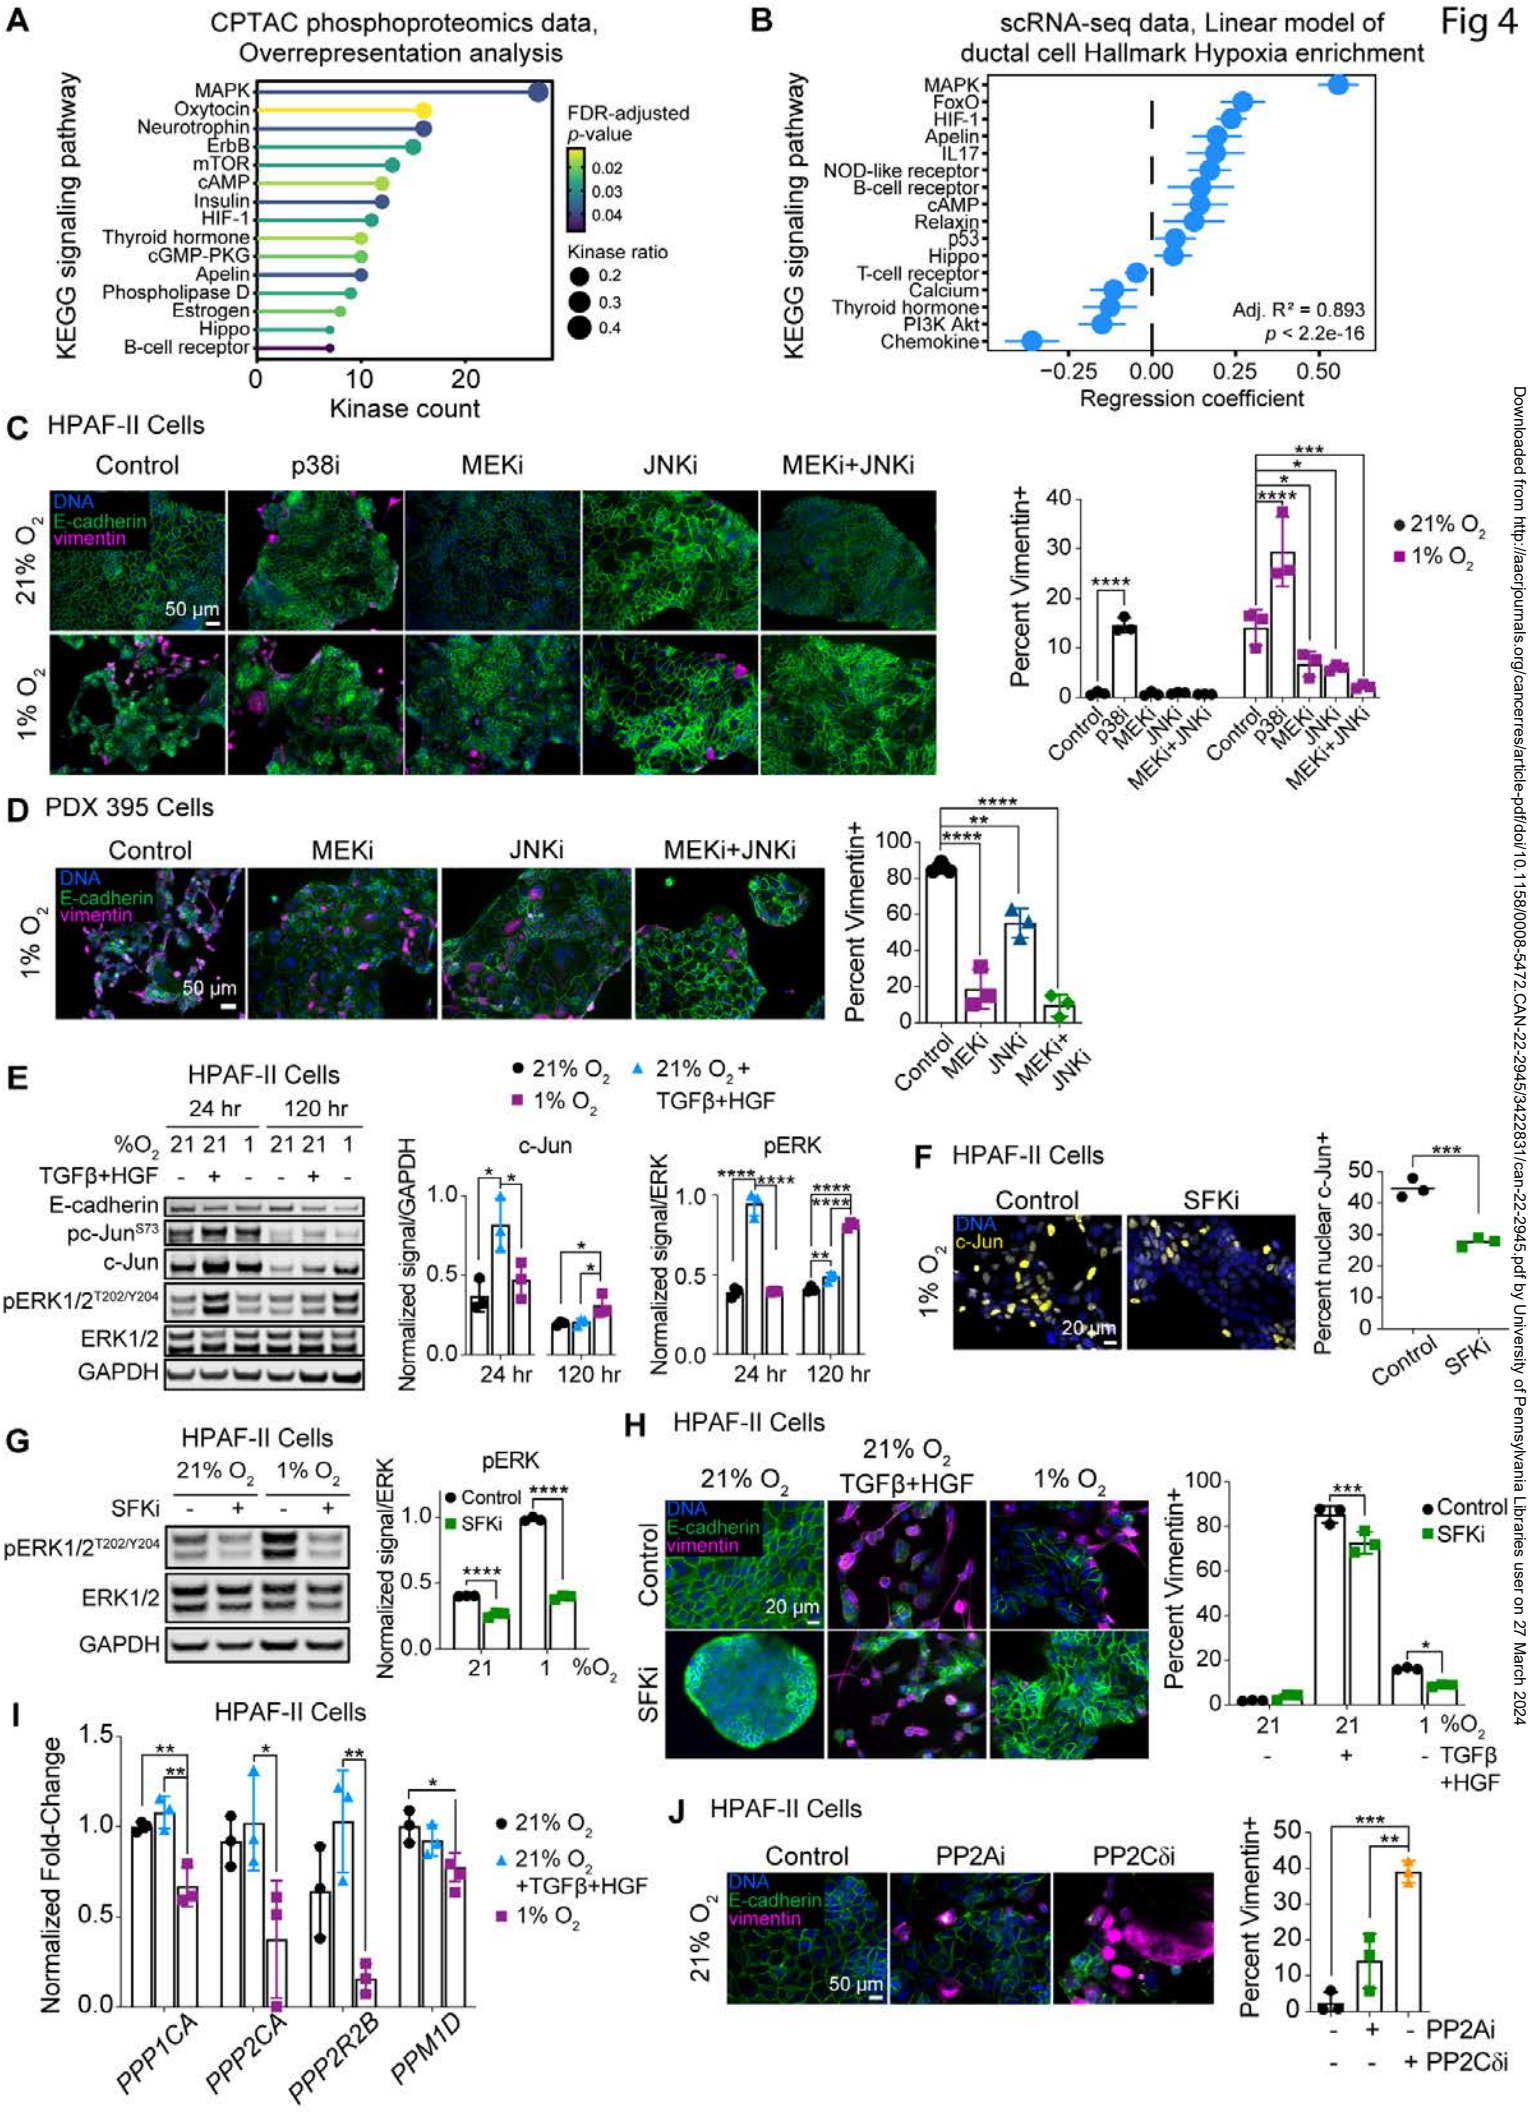 Fig 4
A
CPTAC phosphoproteomics data,
Overrepresentation analysis
KEGG signaling pathway
MAPK
Oxytocin
Neurotrophin
ErbB
mTOR
cAMP
Insulin
HIF-1
Thyroid hormone
cGMP-PKG
Apelin
Phospholipase D
Estrogen
Hippo
B-cell receptor
0 10 20
Kinase count
FDR-adjusted
p-value
0.02
0.03
0.04
Kinase ratio
0.2
0.3
0.4
B
scRNA-seq data, Linear model of
ductal cell Hallmark Hypoxia enrichment
KEGG signaling pathway
MAPK
FoxO
HIF-1
Apelin
IL17
NOD-like receptor
B-cell receptor
cAMP
Relaxin
p53
Hippo
T-cell receptor
Calcium
Thyroid hormone
PI3K Akt
Chemokine
Adj. R² = 0.893
p < 2.2e-16
−0.25 0.00 0.25 0.50
Regression coefficient
C HPAF-II Cells
Control p38i MEKi JNKi MEKi+JNKi
21% O2
1% O2
DNA
E-cadherin
vimentin
50 µm
Percent Vimentin+
40
30
20
10
0
**** **** * * ***
Control p38i MEKi JNKi MEKi+JNKi Control p38i MEKi JNKi MEKi+JNKi
21% O2
1% O2
D PDX 395 Cells
Control MEKi JNKi MEKi+JNKi
1% O2
DNA
E-cadherin
vimentin
50 µm
Percent Vimentin+
100
80
60
40
20
0
****
**
****
Control MEKi JNKi MEKi+ JNKi
E HPAF-II Cells
24 hr 120 hr
%O2 21 21 1 21 21 1
TGFβ+HGF - + - - + -
E-cadherin
pc-JunS73
c-Jun
pERK1/2T202/Y204
ERK1/2
GAPDH
21% O2
1% O2
21% O2 +
TGFβ+HGF
c-Jun
Normalized signal/GAPDH
1.0
0.5
0.0
* * * *
24 hr 120 hr
pERK
Normalized signal/ERK
1.0
0.5
0.0
**** **** **** **** **
24 hr 120 hr
F HPAF-II Cells
Control SFKi
1% O2
DNA
c-Jun
20 µm
Percent nuclear c-Jun+
50
40
30
20
10
0
***
Control SFKi
G HPAF-II Cells
21% O2 1% O2
SFKi - + - +
pERK1/2T202/Y204
ERK1/2
GAPDH
pERK
Normalized signal/ERK
1.0
0.5
0.0
Control
SFKi
**** ****
21 1 %O2
H HPAF-II Cells
21% O2
21% O2
TGFβ+HGF
1% O2
Control
SFKi
DNA
E-cadherin
vimentin
20 µm
Percent Vimentin+
100
80
60
40
20
0
*** *
Control
SFKi
21 21 1 %O2
- + - TGFβ
+HGF
I HPAF-II Cells
Normalized Fold-Change
1.5
1.0
0.5
0.0
** ** * ** *
PPP1CA PPP2CA PPP2R2B PPM1D
21% O2
21% O2
+TGFβ+HGF
1% O2
J HPAF-II Cells
Control PP2Ai PP2Cδi
21% O2
DNA
E-cadherin
vimentin
50 µm
Percent Vimentin+
50
40
30
20
10
0
***
**
- + - PP2Ai
- - + PP2Cδi
Downloaded from http://aacrjournals.org/cancerres/article-pdf/doi/10.1158/0008-5472.CAN-22-2945/3422831/can-22-2945.pdf by University of Pennsylvania Libraries user on 27 March 2024